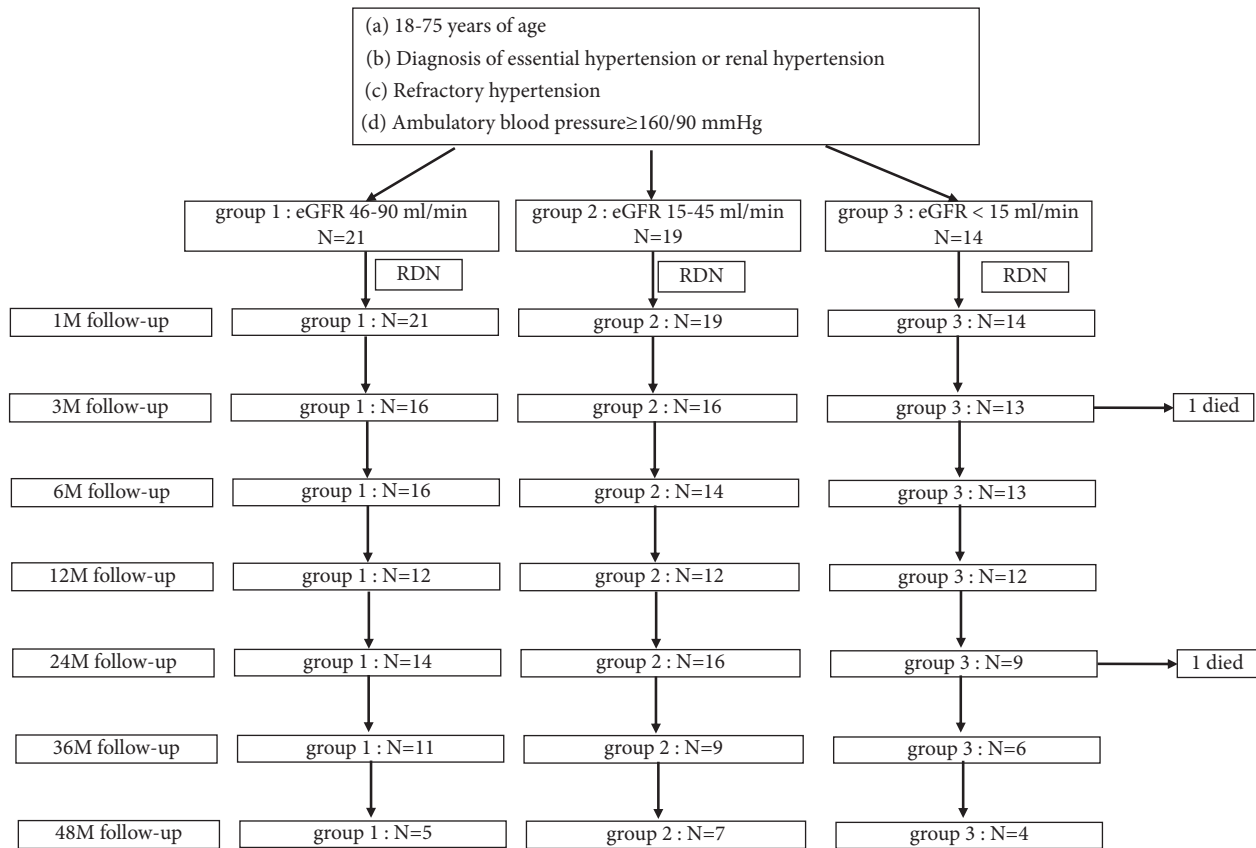 (a) 18-75 years of age
(b) Diagnosis of essential hypertension or renal hypertension
(c) Refractory hypertension
(d) Ambulatory blood pressure≥160/90 mmHg
group 1 : eGFR 46-90 ml/min
N=21
group 2 : eGFR 15-45 ml/min
N=19
group 3 : eGFR < 15 ml/min
N=14
RDN
RDN
RDN
1M follow-up
group 1 : N=21
group 2 : N=19
group 3 : N=14
3M follow-up
group 1 : N=16
group 2 : N=16
group 3 : N=13
1 died
6M follow-up
group 1 : N=16
group 2 : N=14
group 3 : N=13
12M follow-up
group 1 : N=12
group 2 : N=12
group 3 : N=12
24M follow-up
group 1 : N=14
group 2 : N=16
group 3 : N=9
1 died
36M follow-up
group 1 : N=11
group 2 : N=9
group 3 : N=6
48M follow-up
group 1 : N=5
group 2 : N=7
group 3 : N=4